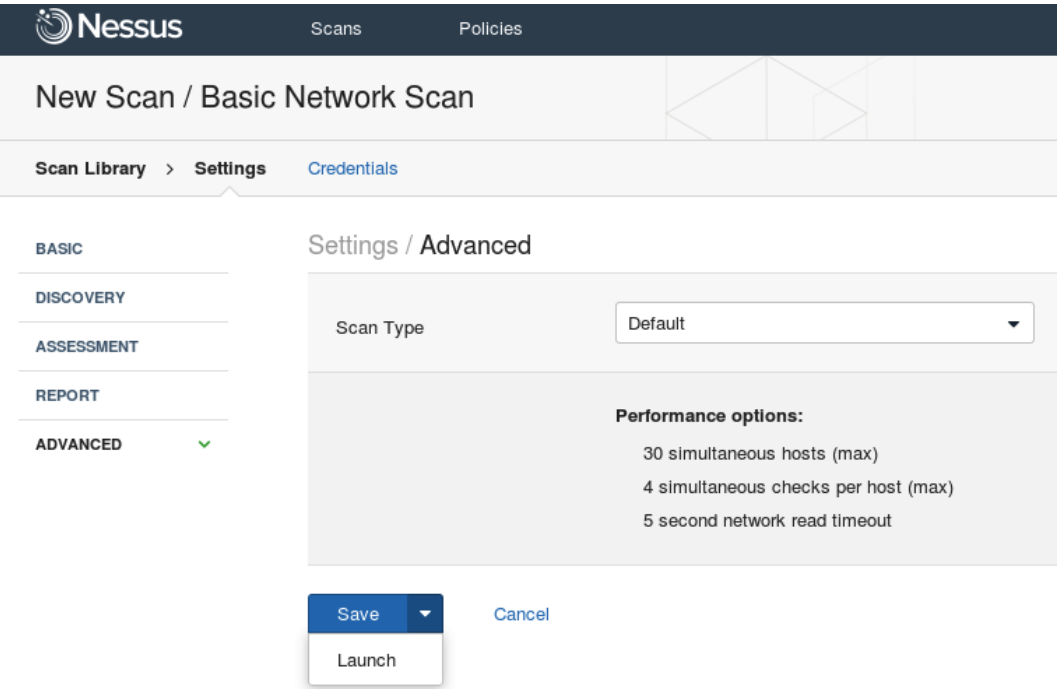 Nessus Scans Policies
New Scan / Basic Network Scan
Scan Library > Settings Credentials
BASIC
DISCOVERY
ASSESSMENT
REPORT
ADVANCED
Settings / Advanced
Scan Type Default
Performance options:
30 simultaneous hosts (max)
4 simultaneous checks per host (max)
5 second network read timeout
Save Cancel
Launch